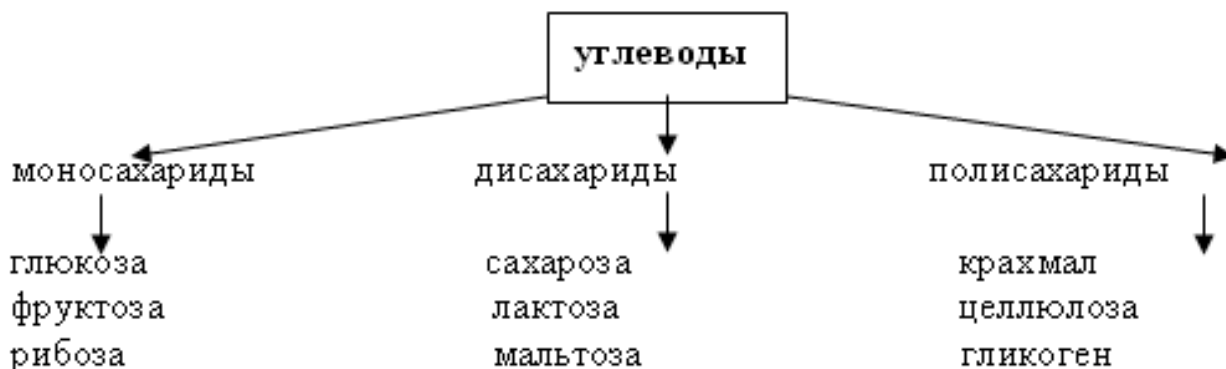 углеводы
моносахариды дисахариды полисахариды
глюкоза сахароза крахмал
фруктоза лактоза целлюлоза
рибоза мальтоза гликоген